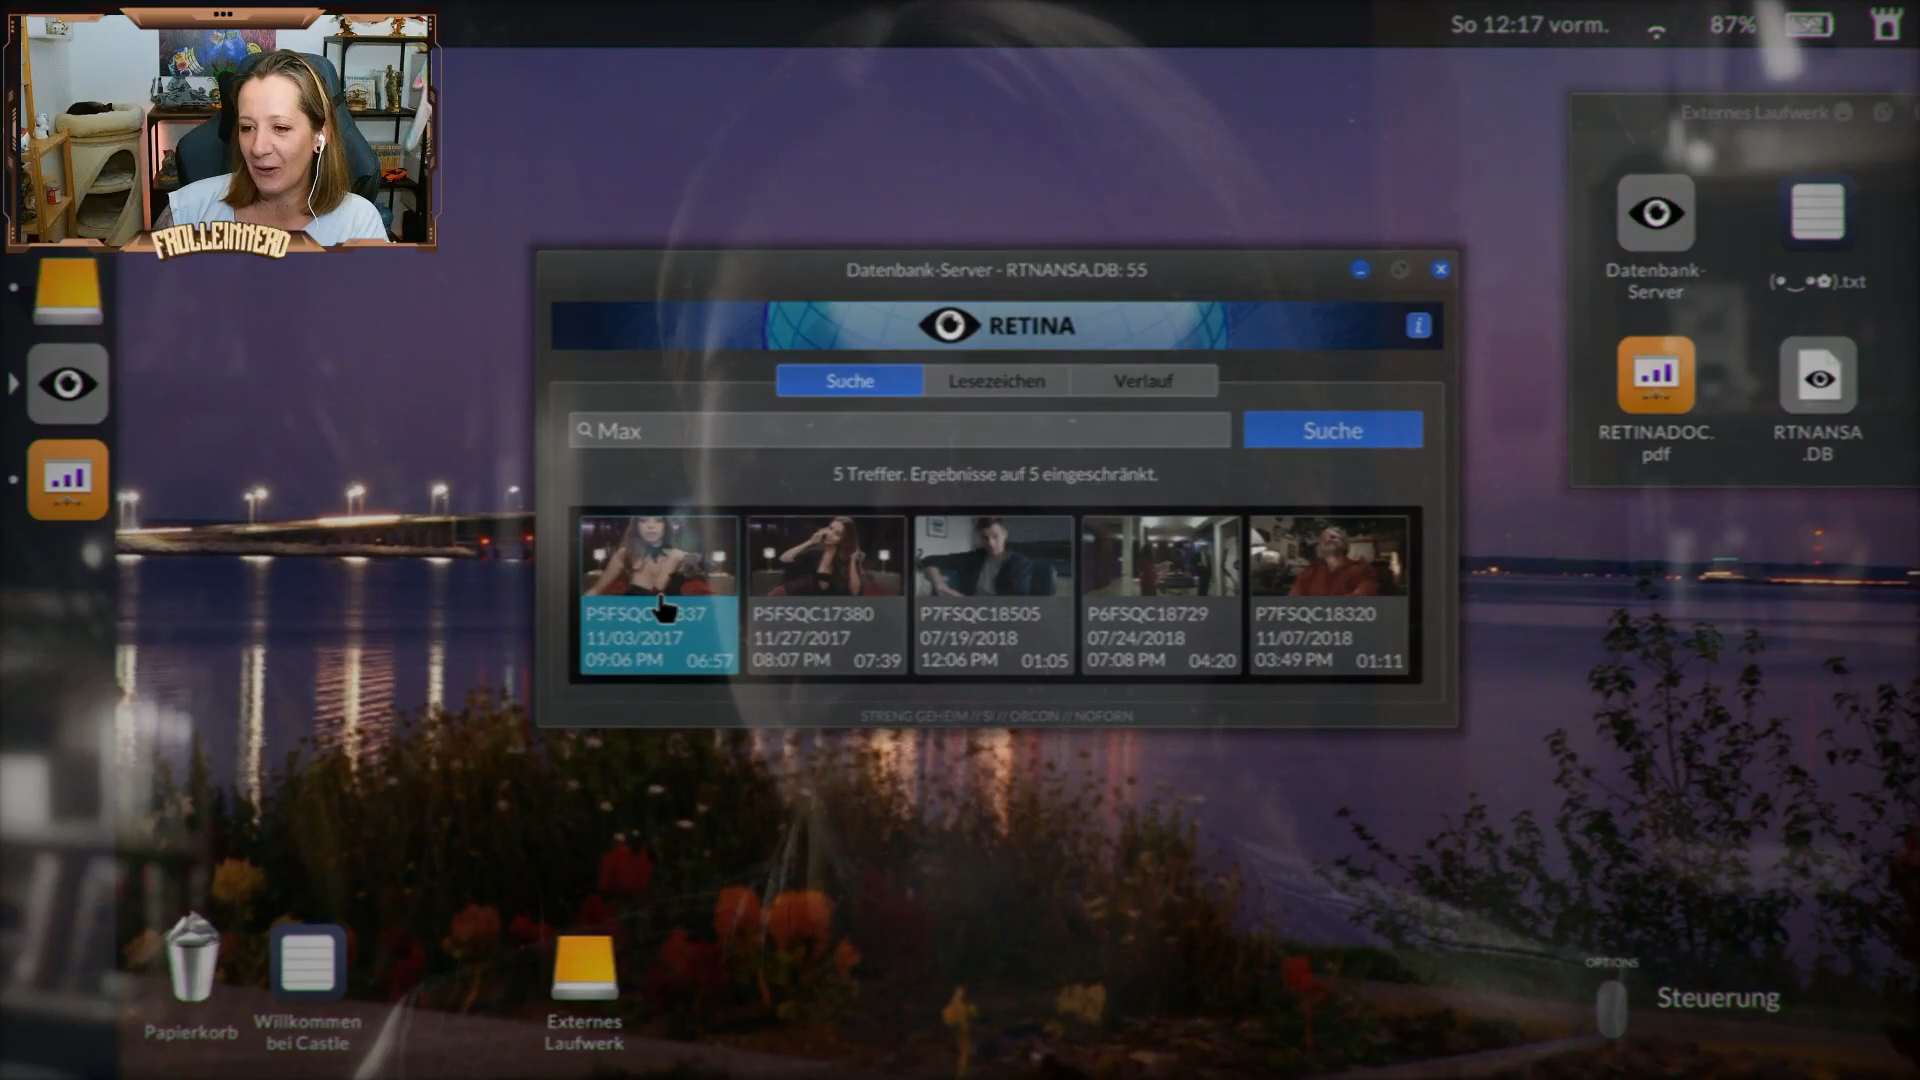 So 12:17 vorm.
87%
FROLLEINNERD
Externes Laufwerk
Datenbank-
Server
(•‿•✿).txt
RETINADOC.
pdf
RTNANSA
.DB
Datenbank-Server - RTNANSA.DB: 55
RETINA
Suche
Lesezeichen
Verlauf
Max
Suche
5 Treffer. Ergebnisse auf 5 eingeschränkt.
11/03/2017
09:06 PM 06:57
P5FSQC17380
11/27/2017
08:07 PM 07:39
P7FSQC18505
07/19/2018
12:06 PM 01:05
P6FSQC18729
07/24/2018
07:08 PM 04:20
P7FSQC18320
11/07/2018
03:49 PM 01:11
STRENG GEHEIM // SI // ORCON // NOFORN
Papierkorb
Willkommen
bei Castle
Externes
Laufwerk
OPTIONS
Steuerung